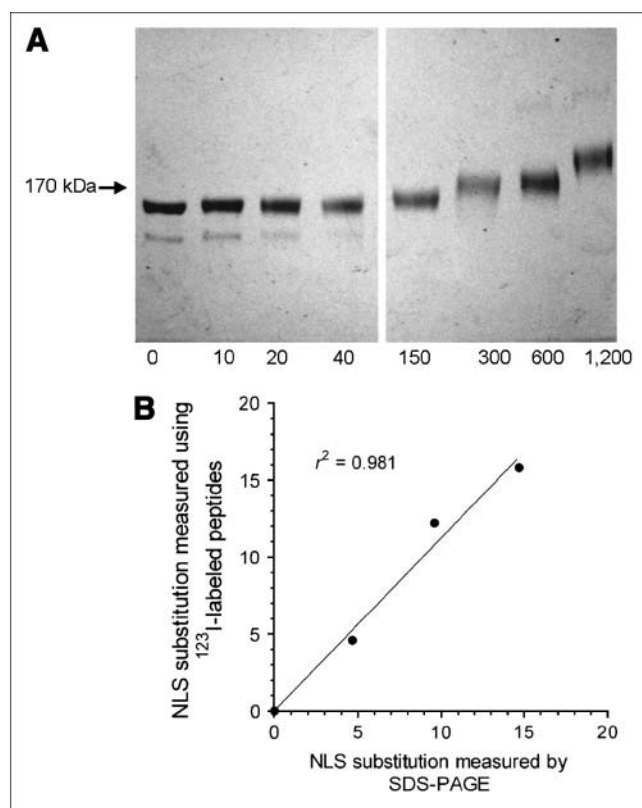 A
170 kDa
0 10 20 40 150 300 600 1,200
B
NLS substitution measured using
¹²³I-labeled peptides
r² = 0.981
20
15
10
5
0
0 5 10 15 20
NLS substitution measured by
SDS-PAGE